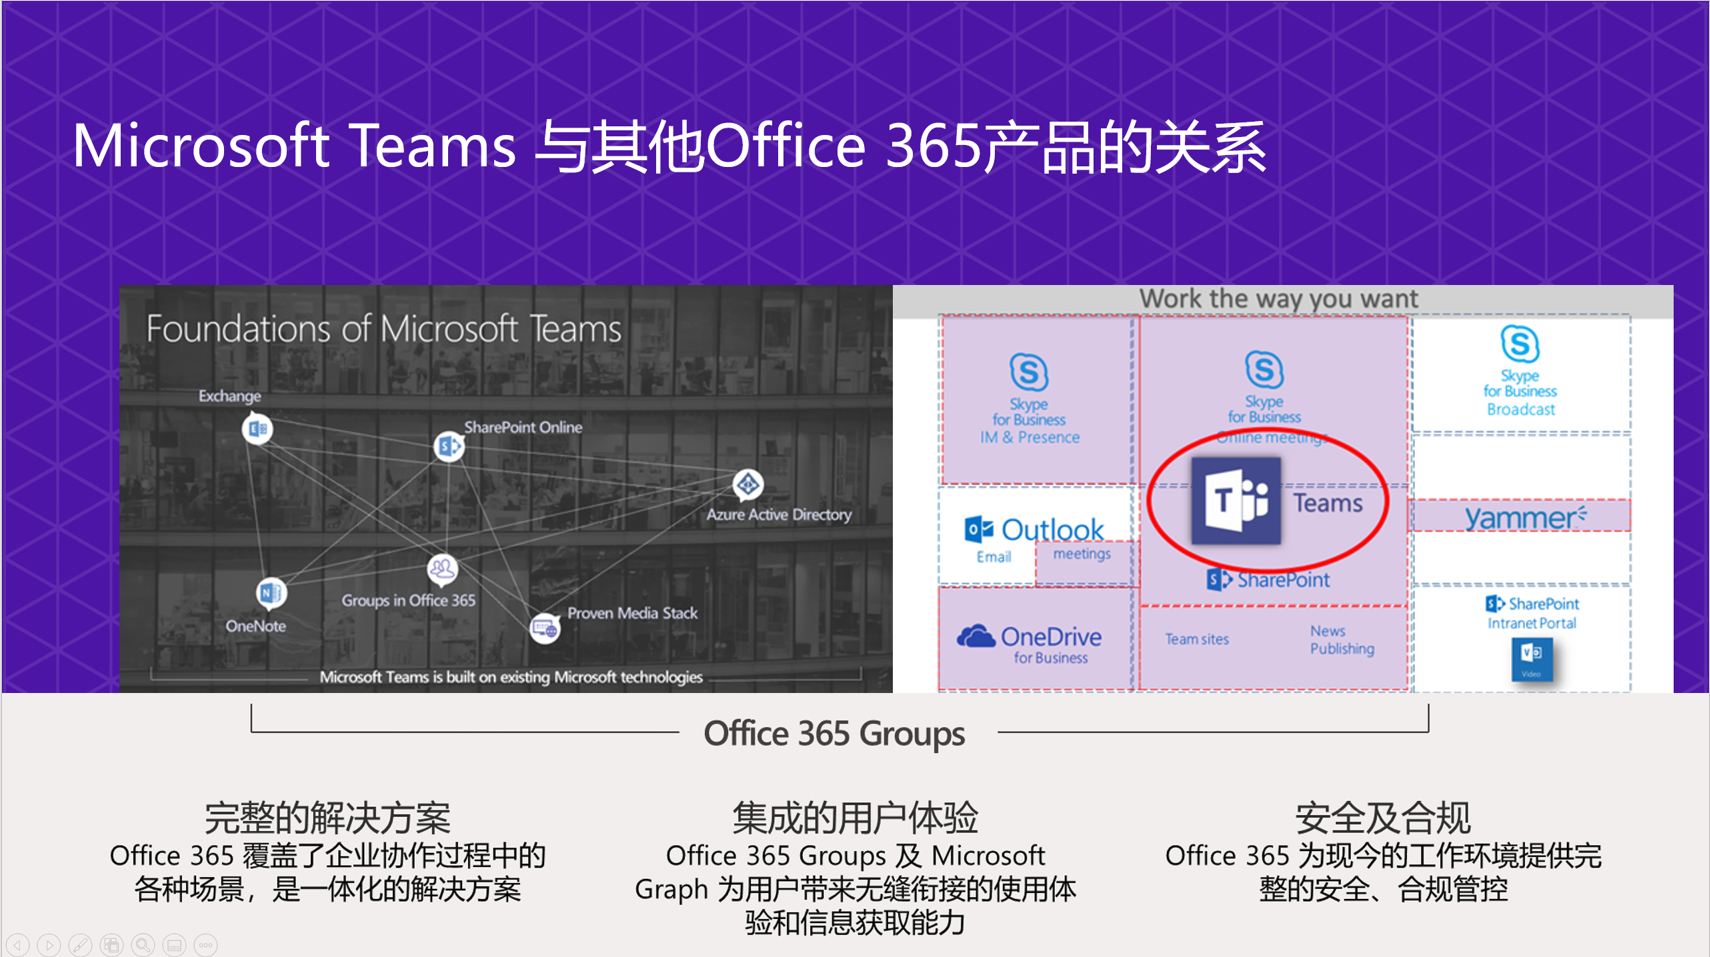 Microsoft Teams 与其他Office 365产品的关系
Foundations of Microsoft Teams
Exchange
SharePoint Online
Azure Active Directory
Groups in Office 365
OneNote
Proven Media Stack
Microsoft Teams is built on existing Microsoft technologies
Work the way you want
Skype
for Business
IM & Presence
Skype
for Business
Online meetings
Skype
for Business
Broadcast
Teams
Outlook
Email
meetings
yammer
SharePoint
OneDrive
for Business
Team sites
News
Publishing
SharePoint
Intranet Portal
Video
Office 365 Groups
完整的解决方案
Office 365 覆盖了企业协作过程中的
各种场景，是一体化的解决方案
集成的用户体验
Office 365 Groups 及 Microsoft
Graph 为用户带来无缝衔接的使用体
验和信息获取能力
安全及合规
Office 365 为现今的工作环境提供完
整的安全、合规管控